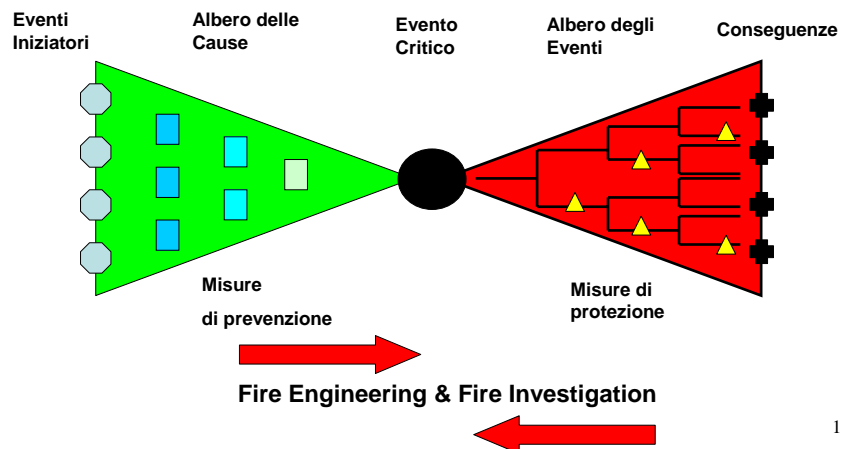 Eventi
Iniziatori
Albero delle
Cause
Evento
Critico
Albero degli
Eventi
Conseguenze
Misure
di prevenzione
Misure di
protezione
Fire Engineering & Fire Investigation
1